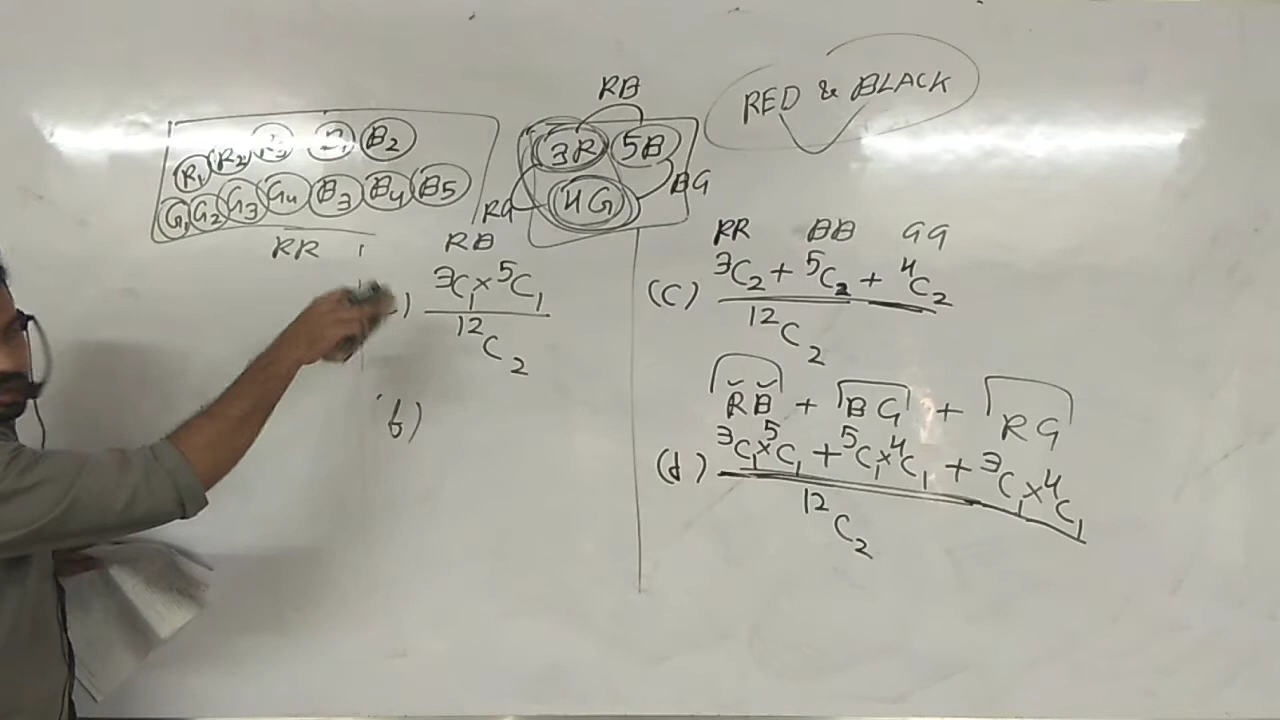 RED & BLACK
RB
R₁ R₂ R₃ B₁ B₂
G₁ G₂ G₃ G₄ B₃ B₄ B₅
3R 5B
4G
RG
BG
RR
RB
³C₁ × ⁵C₁
¹²C₂
b)
RR BB GG
(c) ³C₂ + ⁵C₂ + ⁴C₂
¹²C₂
RB + BG + RG
(d) ³C₁ × ⁵C₁ + ⁵C₁ × ⁴C₁ + ³C₁ × ⁴C₁
¹²C₂